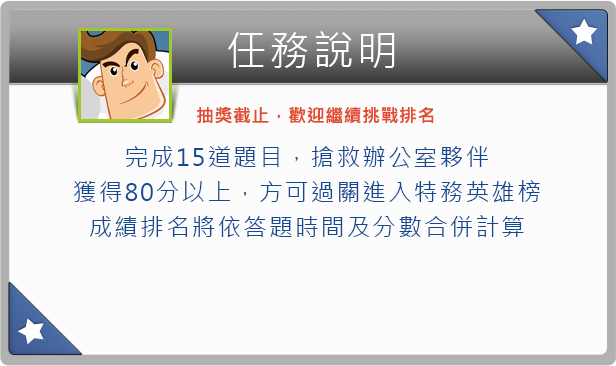 任務說明
抽獎截止，歡迎繼續挑戰排名
完成15道題目，搶救辦公室夥伴
獲得80分以上，方可過關進入特務英雄榜
成績排名將依答題時間及分數合併計算